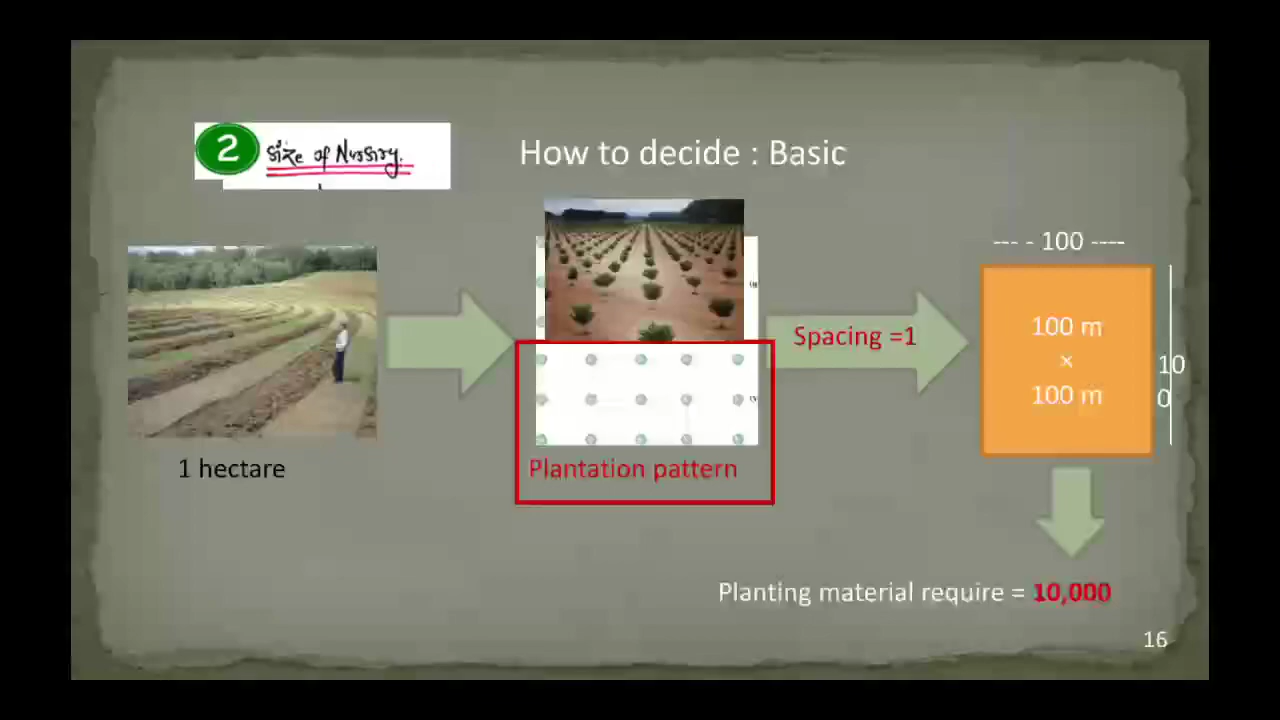 2 Size of Nursiry.
How to decide : Basic
--- - 100 ----
Spacing =1
100 m
×
100 m
10
0
1 hectare
Plantation pattern
Planting material require = 10,000
16